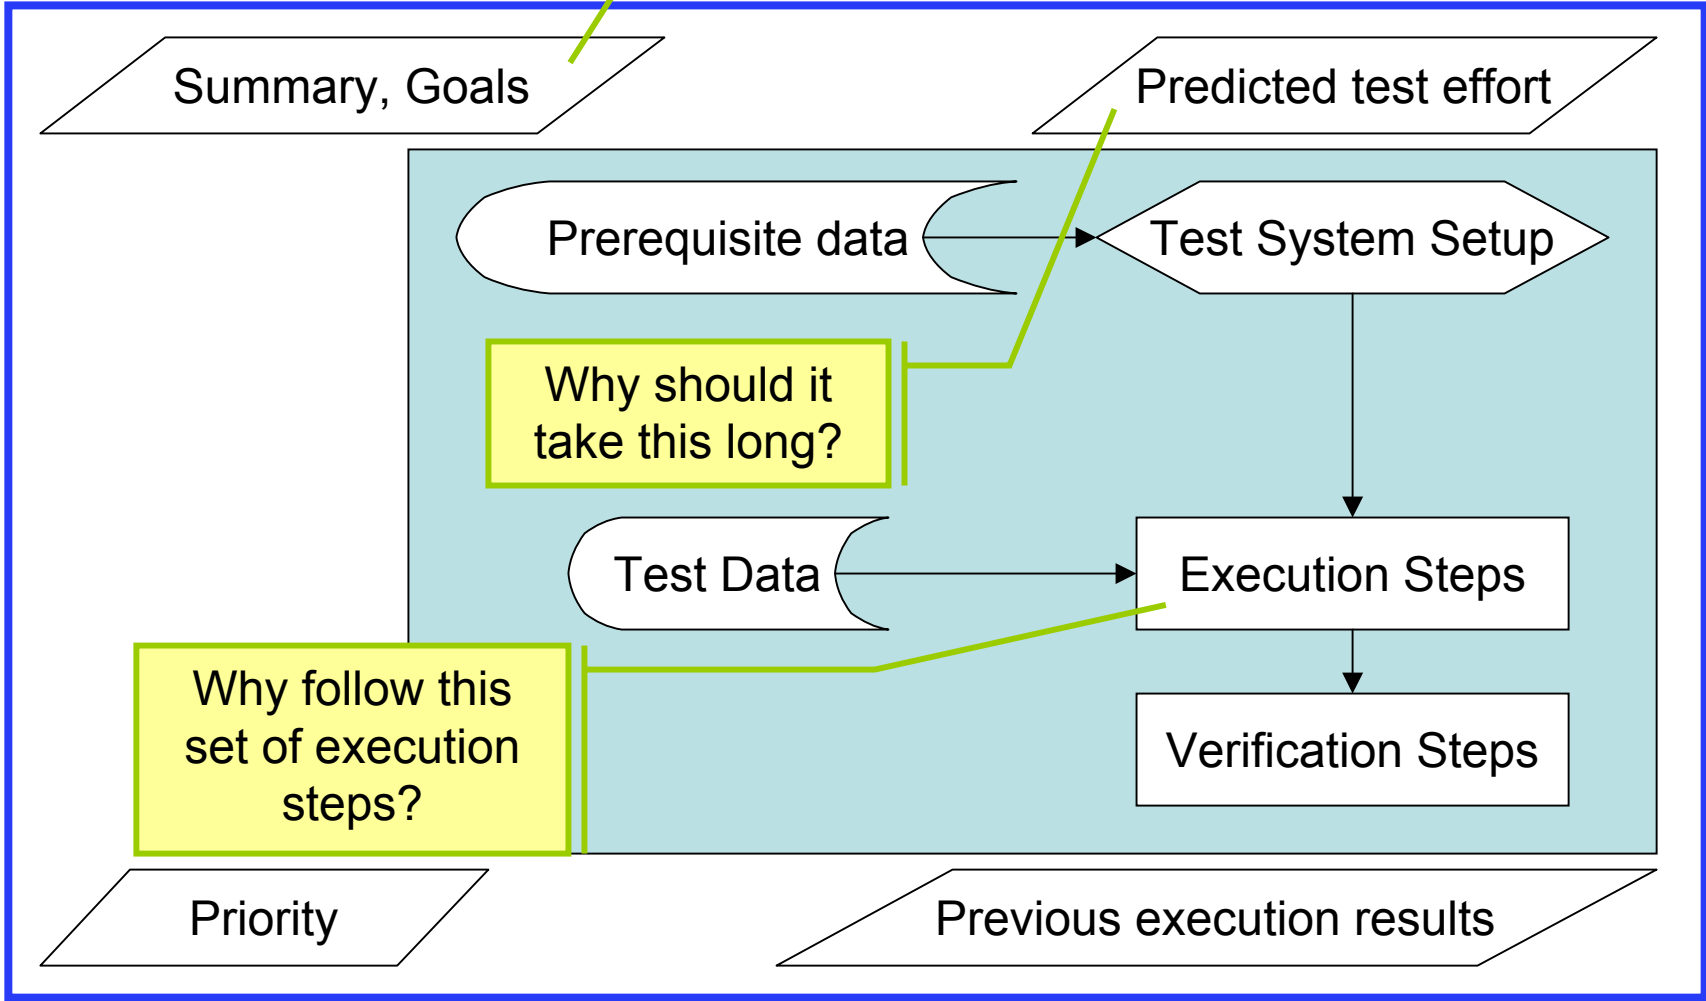 Summary, Goals
Predicted test effort
Prerequisite data
Test System Setup
Why should it
take this long?
Test Data
Execution Steps
Why follow this
set of execution
steps?
Verification Steps
Priority
Previous execution results